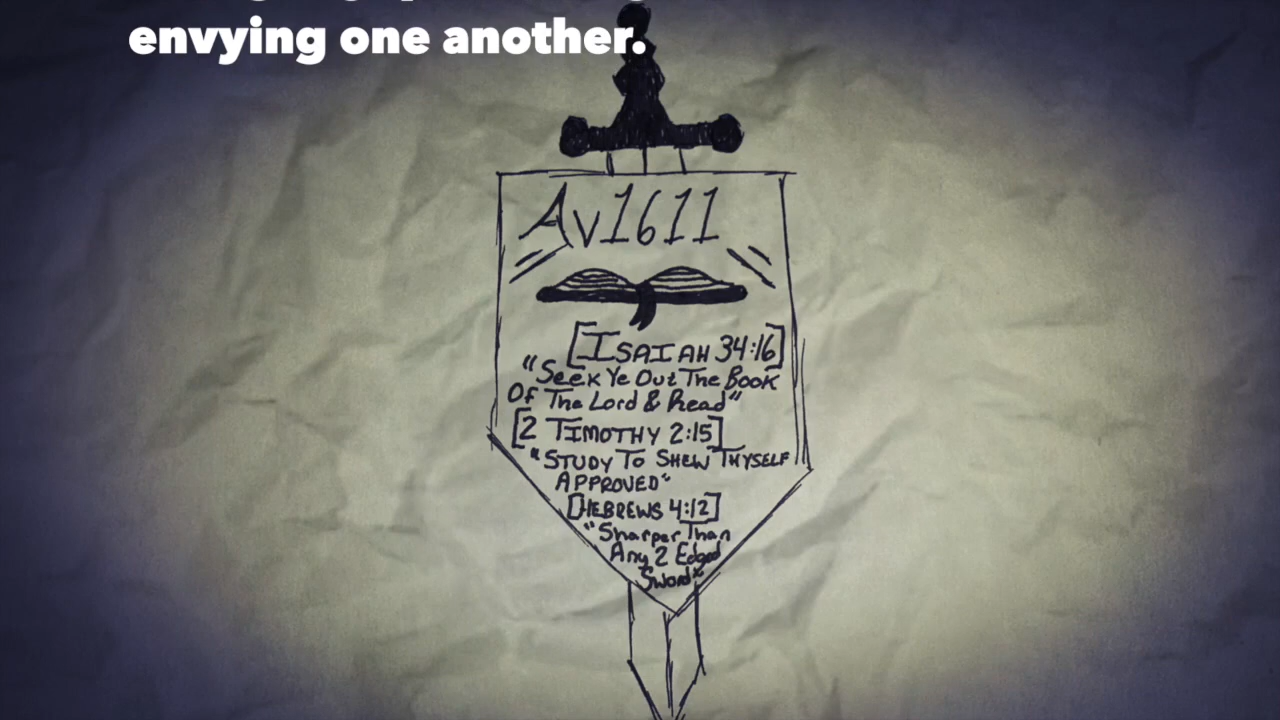 envying one another.
Av1611
[ISAIAH 34:16]
"Seek Ye Out The Book
Of The Lord & Read"
[2 TIMOTHY 2:15]
"STUDY TO SHEW THYSELF
APPROVED"
[HEBREWS 4:12]
"Sharper Than
Any 2 Edged
Sword"